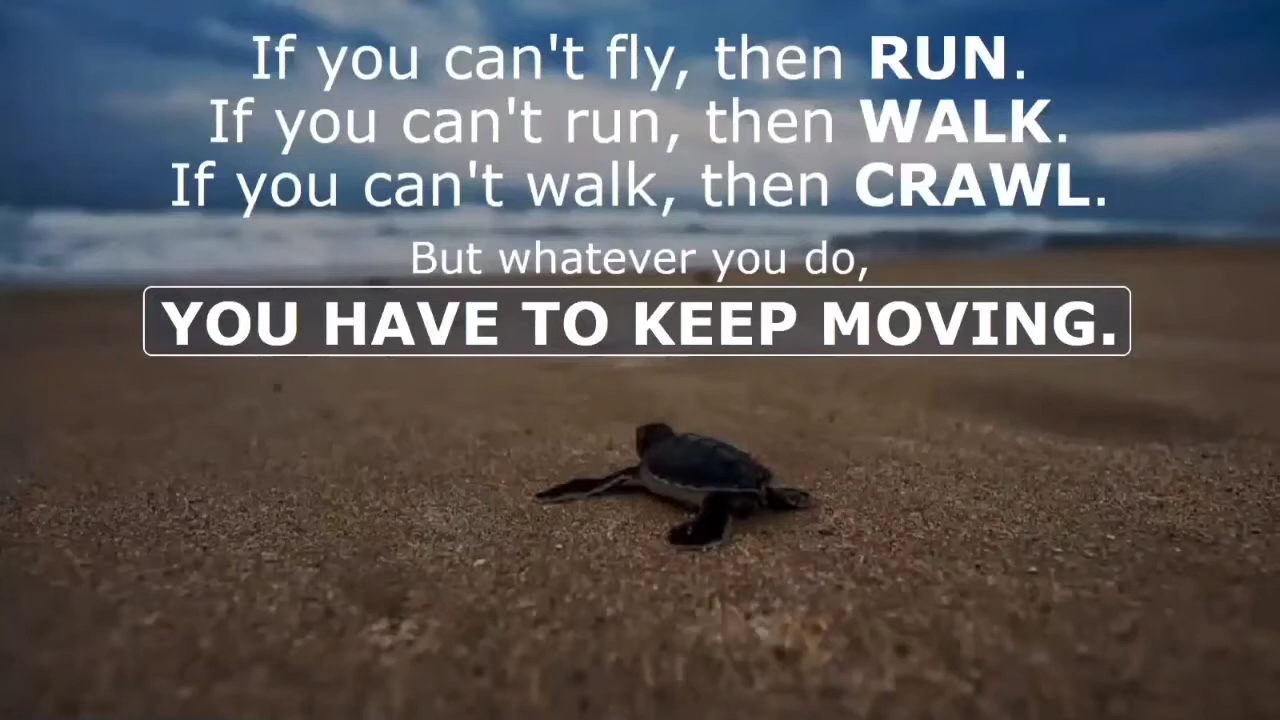 If you can't fly, then RUN.
If you can't run, then WALK.
If you can't walk, then CRAWL.
But whatever you do,
YOU HAVE TO KEEP MOVING.